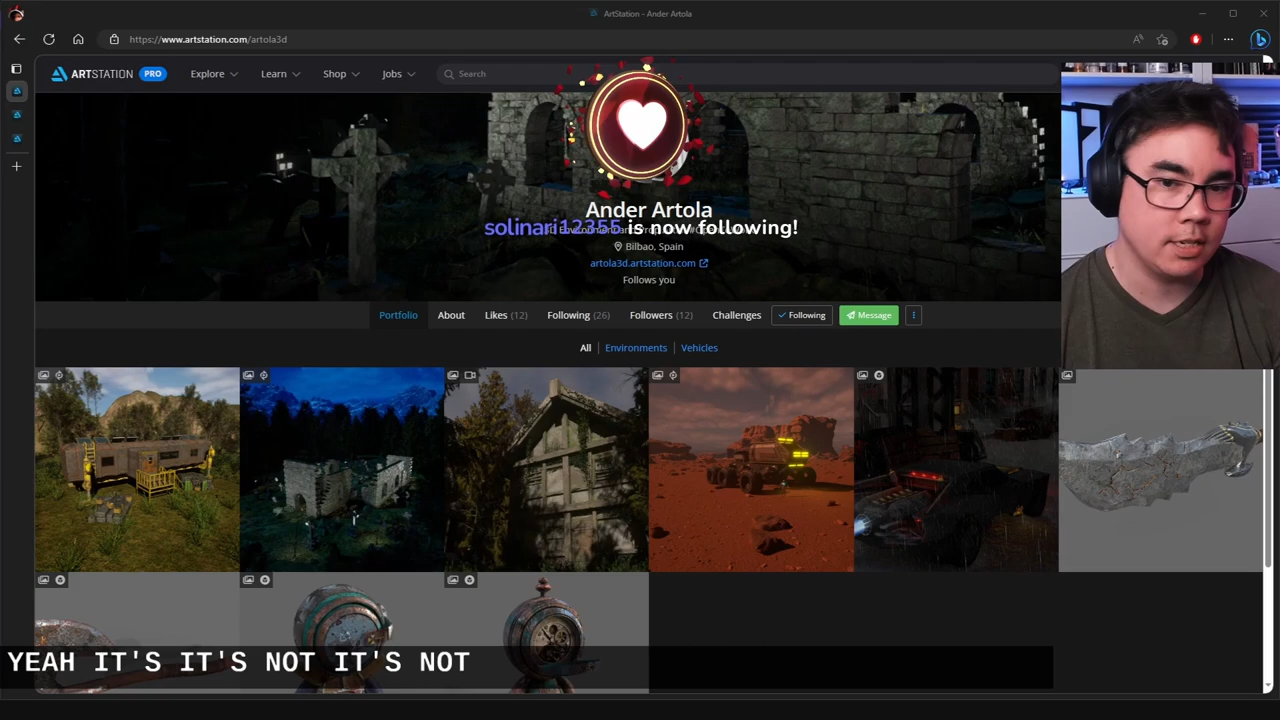 ArtStation - Ander Artola
https://www.artstation.com/artola3d
ARTSTATION PRO Explore Learn Shop Jobs Search
Ander Artola
solinari12355 is now following!
Bilbao, Spain
artola3d.artstation.com
Follows you
Portfolio About Likes (12) Following (26) Followers (12) Challenges Following Message
All Environments Vehicles
YEAH IT'S IT'S NOT IT'S NOT